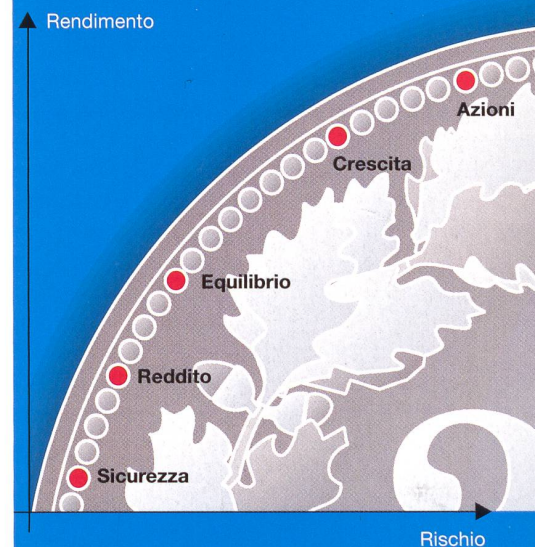 Rendimento
Azioni
Crescita
Equilibrio
Reddito
Sicurezza
Rischio